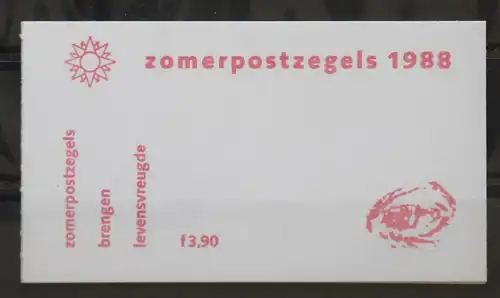 zomerpostzegels 1988
zomerpostzegels
brengen
levensvreugde
f3,90